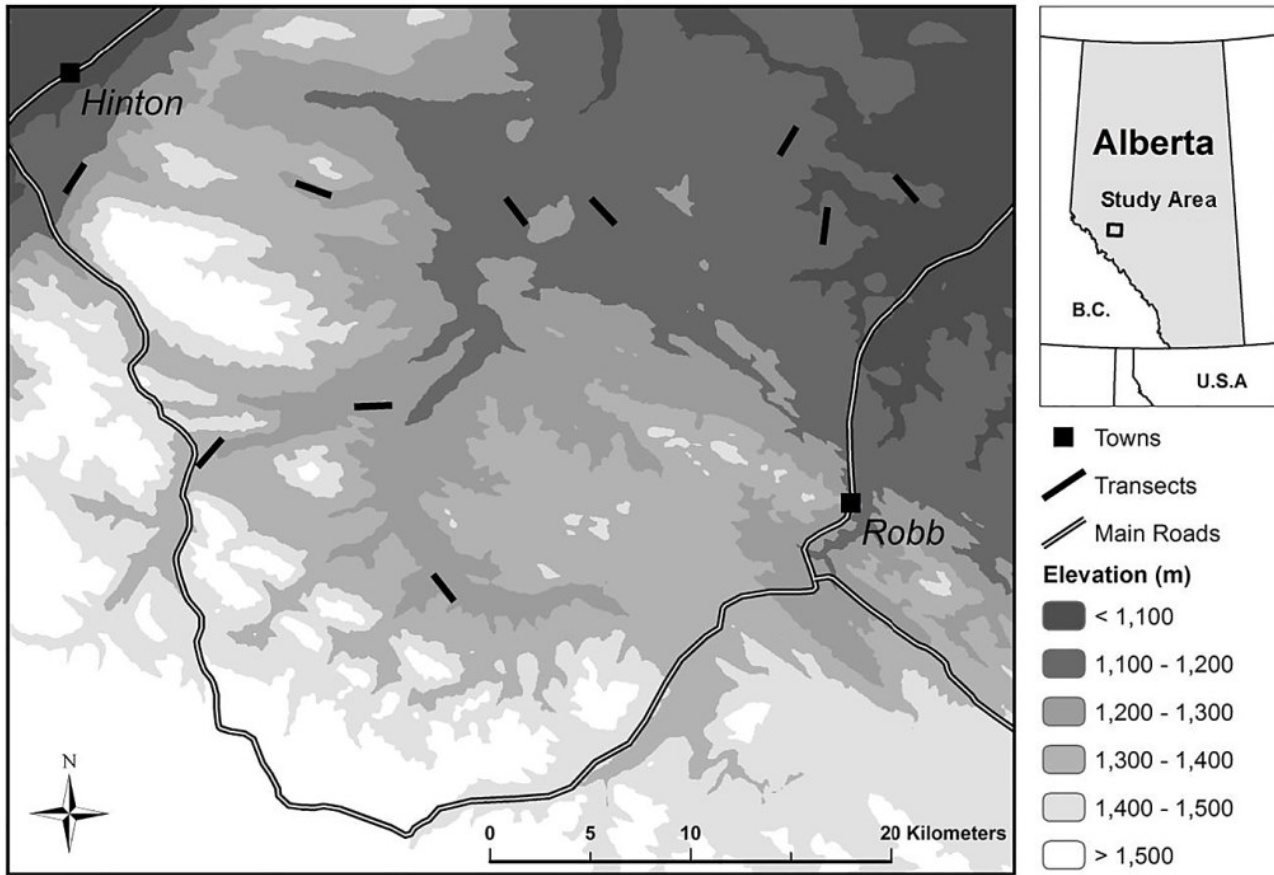 Hinton
Robb
N
0 5 10 20 Kilometers
Alberta
Study Area
B.C.
U.S.A
Towns
Transects
Main Roads
Elevation (m)
< 1,100
1,100 - 1,200
1,200 - 1,300
1,300 - 1,400
1,400 - 1,500
> 1,500